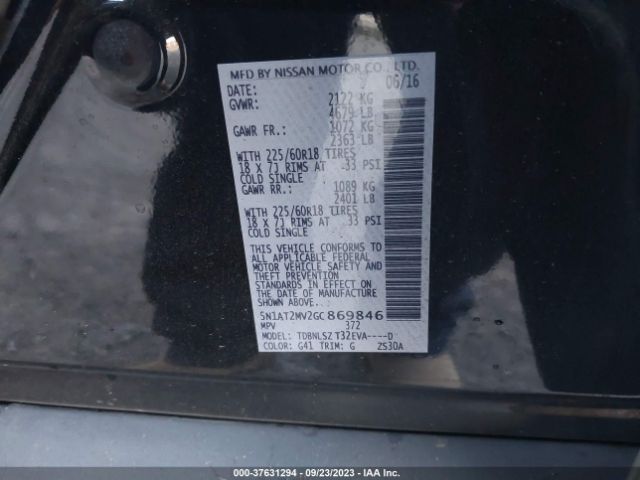 MFD BY NISSAN MOTOR CO., LTD.
DATE: 06/16
GVWR: 2122 KG
4679 LB
GAWR FR.: 1072 KG
2363 LB
WITH 225/60R18 TIRES
18 X 7J RIMS AT 33 PSI
COLD SINGLE
GAWR RR.: 1089 KG
2401 LB
WITH 225/60R18 TIRES
18 X 7J RIMS AT 33 PSI
COLD SINGLE
THIS VEHICLE CONFORMS TO
ALL APPLICABLE FEDERAL
MOTOR VEHICLE SAFETY AND
THEFT PREVENTION
STANDARDS IN EFFECT ON
THE DATE OF MANUFACTURE
SHOWN ABOVE.
5N1AT2MV2GC869846
MPV 372
MODEL: TDBNLSZ T32EVA----D
COLOR: G41 TRIM: G ZS30A
000-37631294 - 09/23/2023 - IAA Inc.